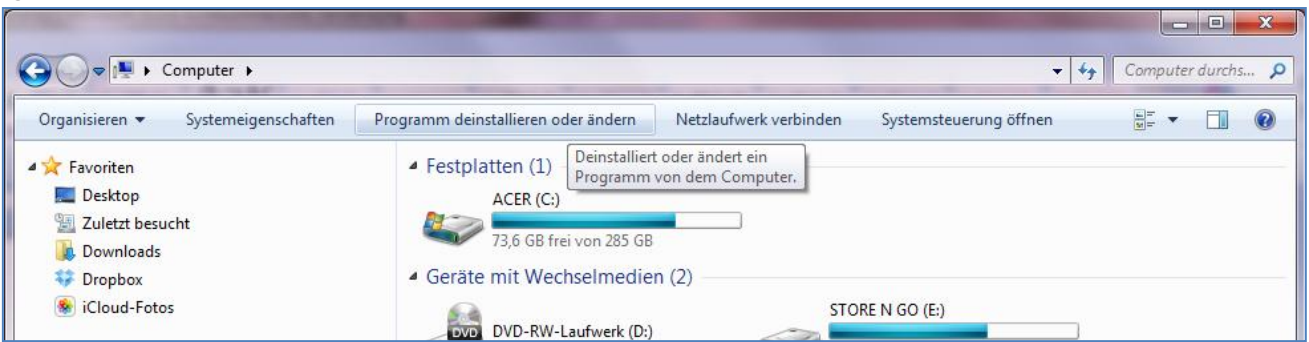 Computer
Computer durchs...
Organisieren Systemeigenschaften Programm deinstallieren oder ändern Netzlaufwerk verbinden Systemsteuerung öffnen
Favoriten
Desktop
Zuletzt besucht
Downloads
Dropbox
iCloud-Fotos
Festplatten (1)
Deinstalliert oder ändert ein
Programm von dem Computer.
ACER (C:)
73,6 GB frei von 285 GB
Geräte mit Wechselmedien (2)
DVD
DVD-RW-Laufwerk (D:)
STORE N GO (E:)